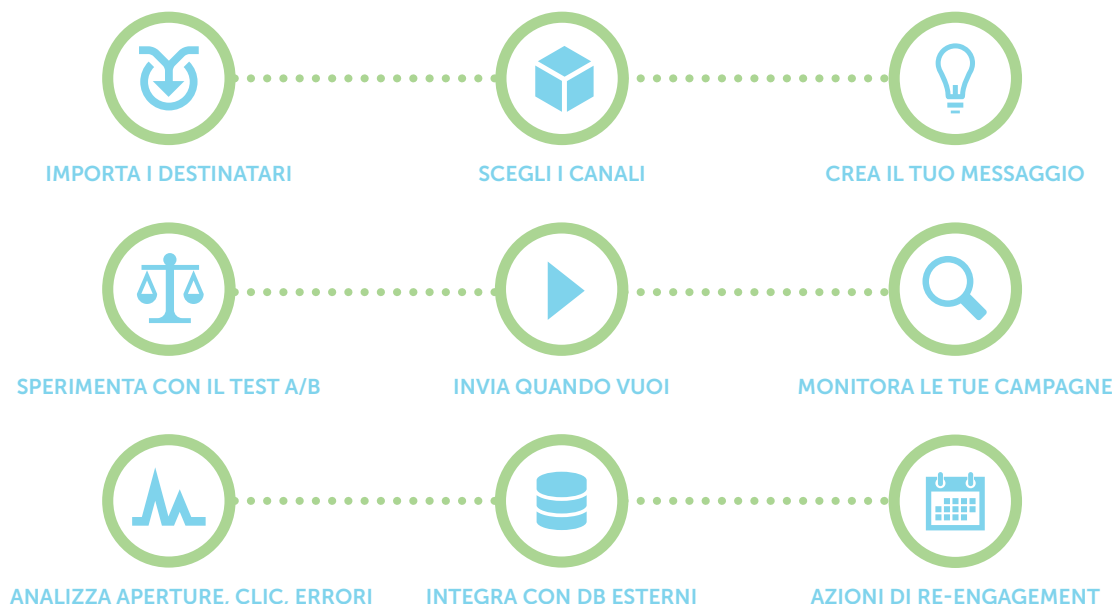 IMPORTA I DESTINATARI
SCEGLI I CANALI
CREA IL TUO MESSAGGIO
SPERIMENTA CON IL TEST A/B
INVIA QUANDO VUOI
MONITORA LE TUE CAMPAGNE
ANALIZZA APERTURE, CLIC, ERRORI
INTEGRA CON DB ESTERNI
AZIONI DI RE-ENGAGEMENT